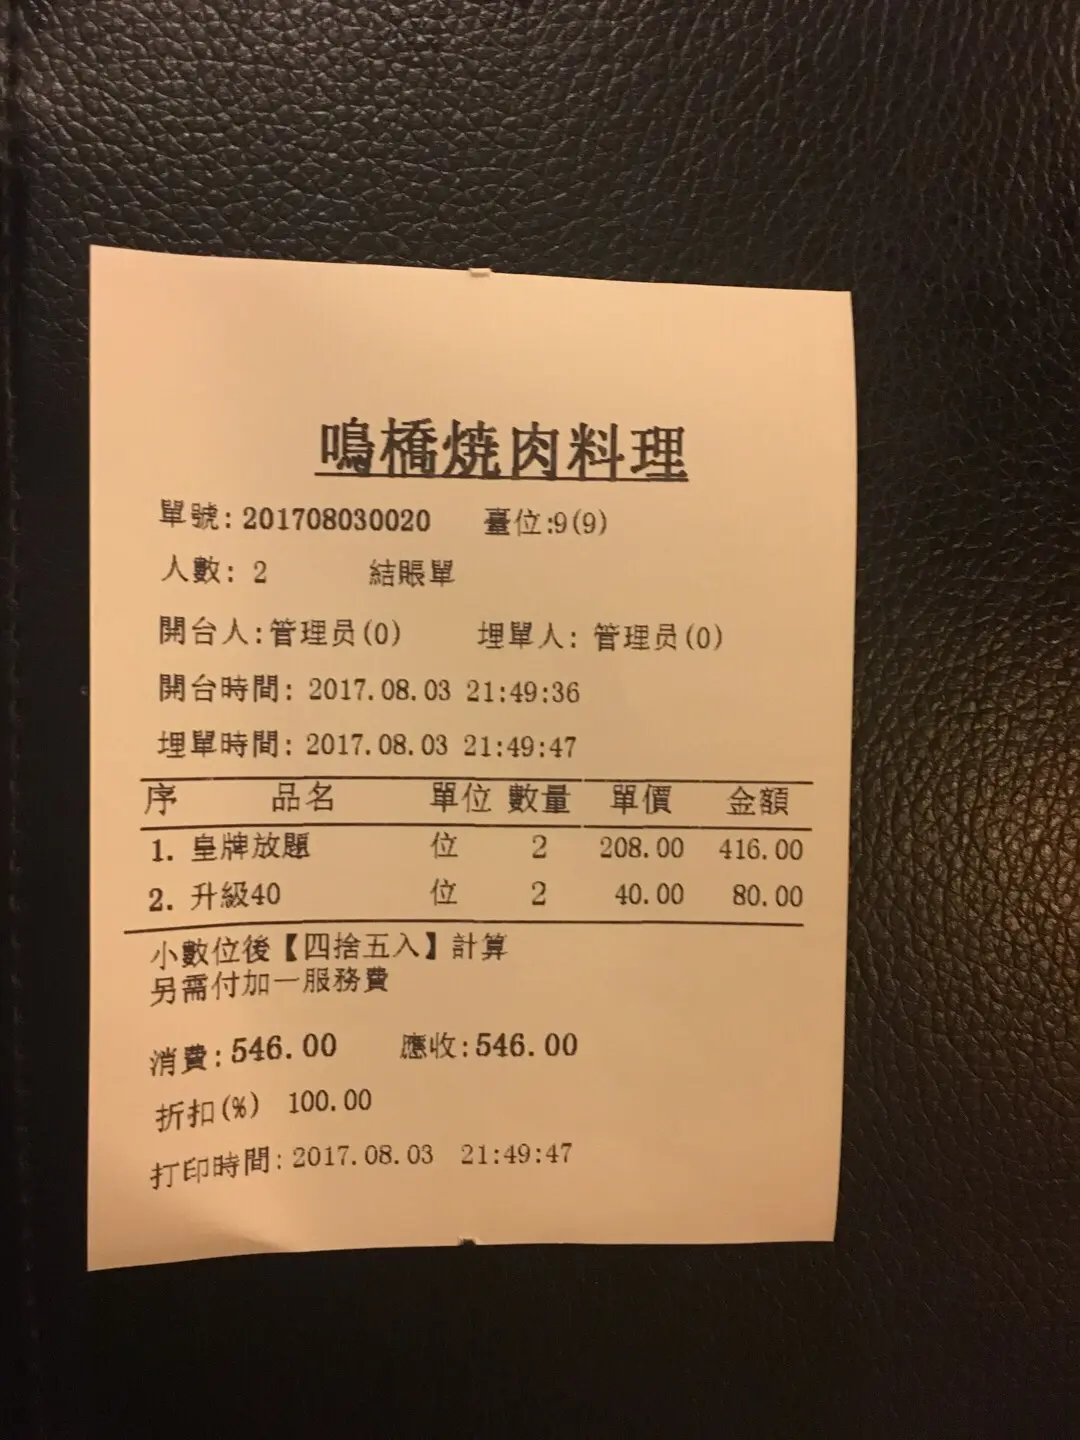 鳴橋焼肉料理
單號: 201708030020 臺位:9(9)
人數: 2 結賬單
開台人:管理员(0) 埋單人: 管理员(0)
開台時間: 2017.08.03 21:49:36
埋單時間: 2017.08.03 21:49:47
序 品名 單位 數量 單價 金額
1. 皇牌放題 位 2 208.00 416.00
2. 升級40 位 2 40.00 80.00
小數位後【四捨五入】計算
另需付加一服務費
消費:546.00 應收:546.00
折扣(%) 100.00
打印時間:2017.08.03 21:49:47